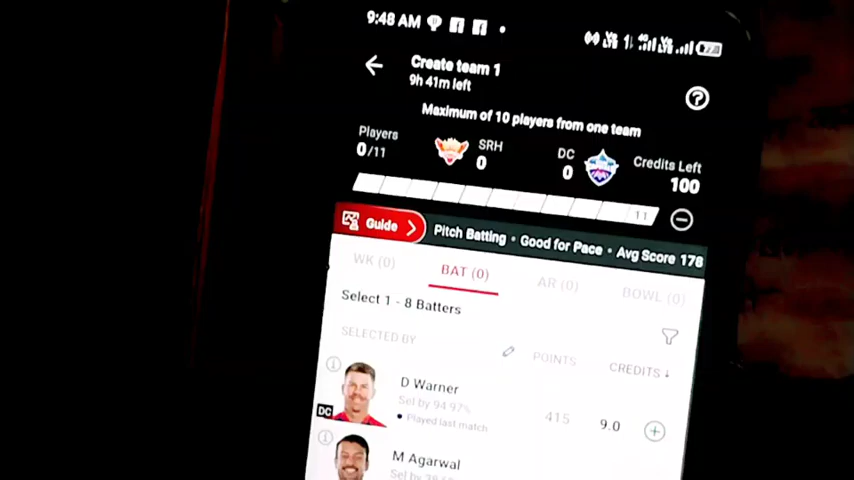 9:48 AM
Create team 1
9h 41m left
Maximum of 10 players from one team
Players
0/11
SRH
0
DC
0
Credits Left
100
11
Guide
Pitch Batting • Good for Pace • Avg Score 178
WK (0)
BAT (0)
AR (0)
BOWL (0)
Select 1 - 8 Batters
SELECTED BY
POINTS
CREDITS
D Warner
Sel by 94.97%
Played last match
DC
415
9.0
M Agarwal
Sel by